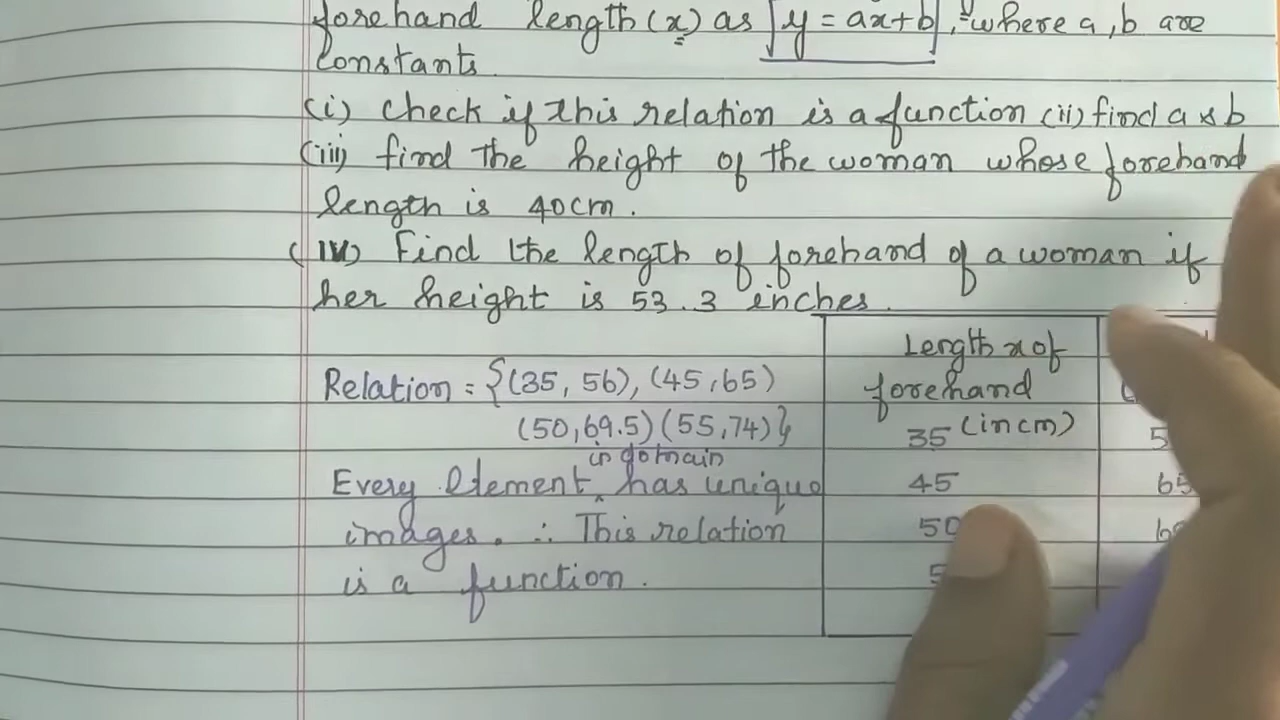 forehand length (x) as y = ax+b, where a, b are
constants.
(i) check if this relation is a function (ii) find a & b
(iii) find the height of the woman whose forehand
length is 40cm.
(iv) Find the length of forehand of a woman if
her height is 53.3 inches.
Length x of
forehand
(in cm)
35
45 65
50
Relation = {(35, 56), (45, 65)
(50, 69.5) (55, 74)}
in domain
Every Element ^ has unique
images. ∴ This relation
is a function.